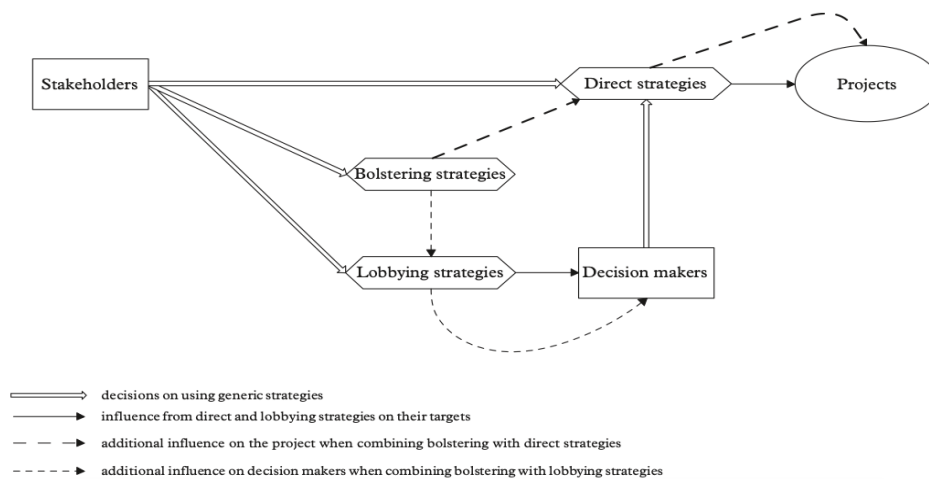 Stakeholders
Direct strategies
Projects
Bolstering strategies
Lobbying strategies
Decision makers
decisions on using generic strategies
influence from direct and lobbying strategies on their targets
additional influence on the project when combining bolstering with direct strategies
additional influence on decision makers when combining bolstering with lobbying strategies